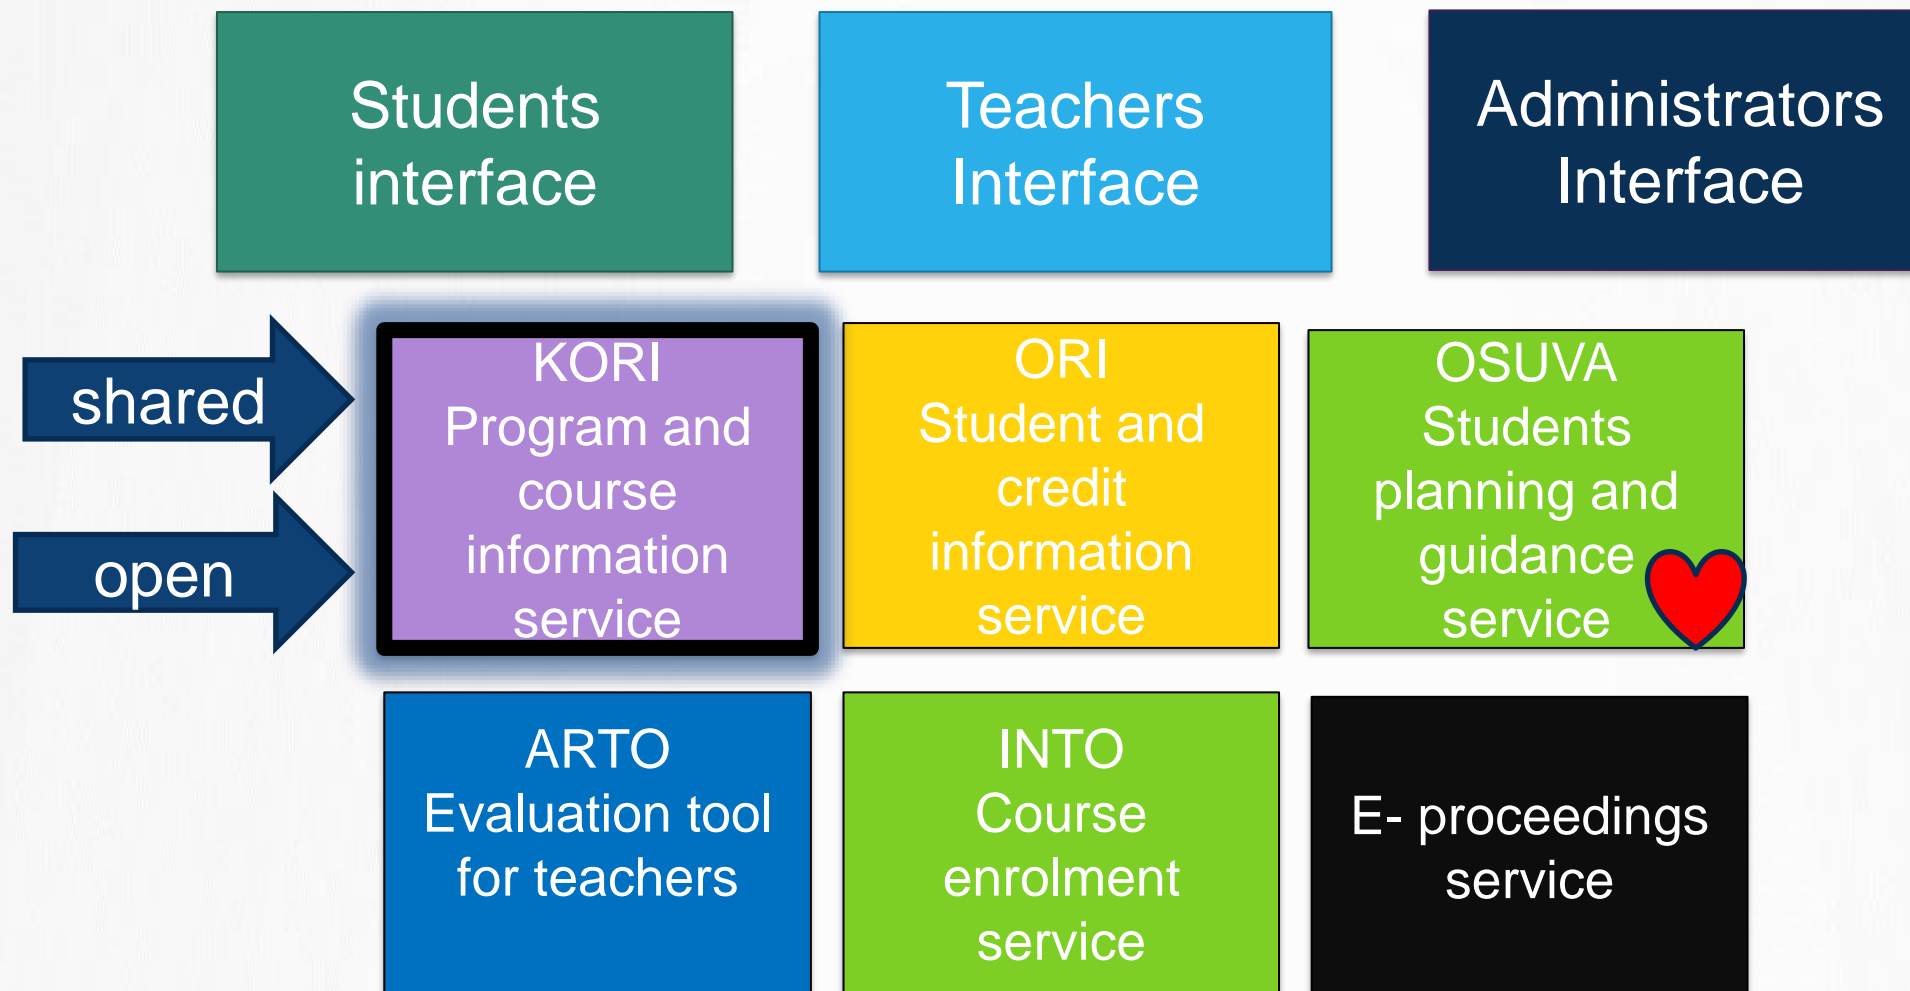 Students
interface
Teachers
Interface
Administrators
Interface
shared
open
KORI
Program and
course
information
service
ORI
Student and
credit
information
service
OSUVA
Students
planning and
guidance
service
ARTO
Evaluation tool
for teachers
INTO
Course
enrolment
service
E- proceedings
service